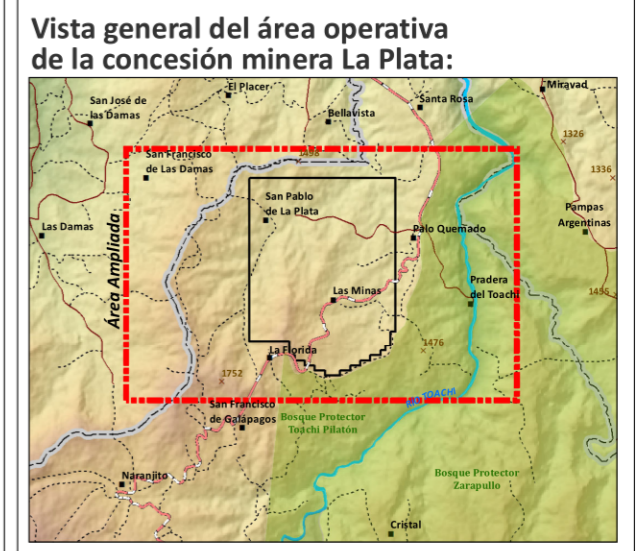 Vista general del área operativa
de la concesión minera La Plata:
El Placer
Miravad
San José de
las Damas
Santa Rosa
Bellavista
1326
San Francisco
de Las Damas
1498
1336
San Pablo
de La Plata
Pampas
Argentinas
Las Damas
Palo Quemado
Área Ampliada
Pradera
del Toachi
Las Minas
1495
1476
La Florida
1752
RIO TOACHI
San Francisco
de Galápagos
Bosque Protector
Toachi Pilatón
Naranjito
Bosque Protector
Zarapullo
Cristal